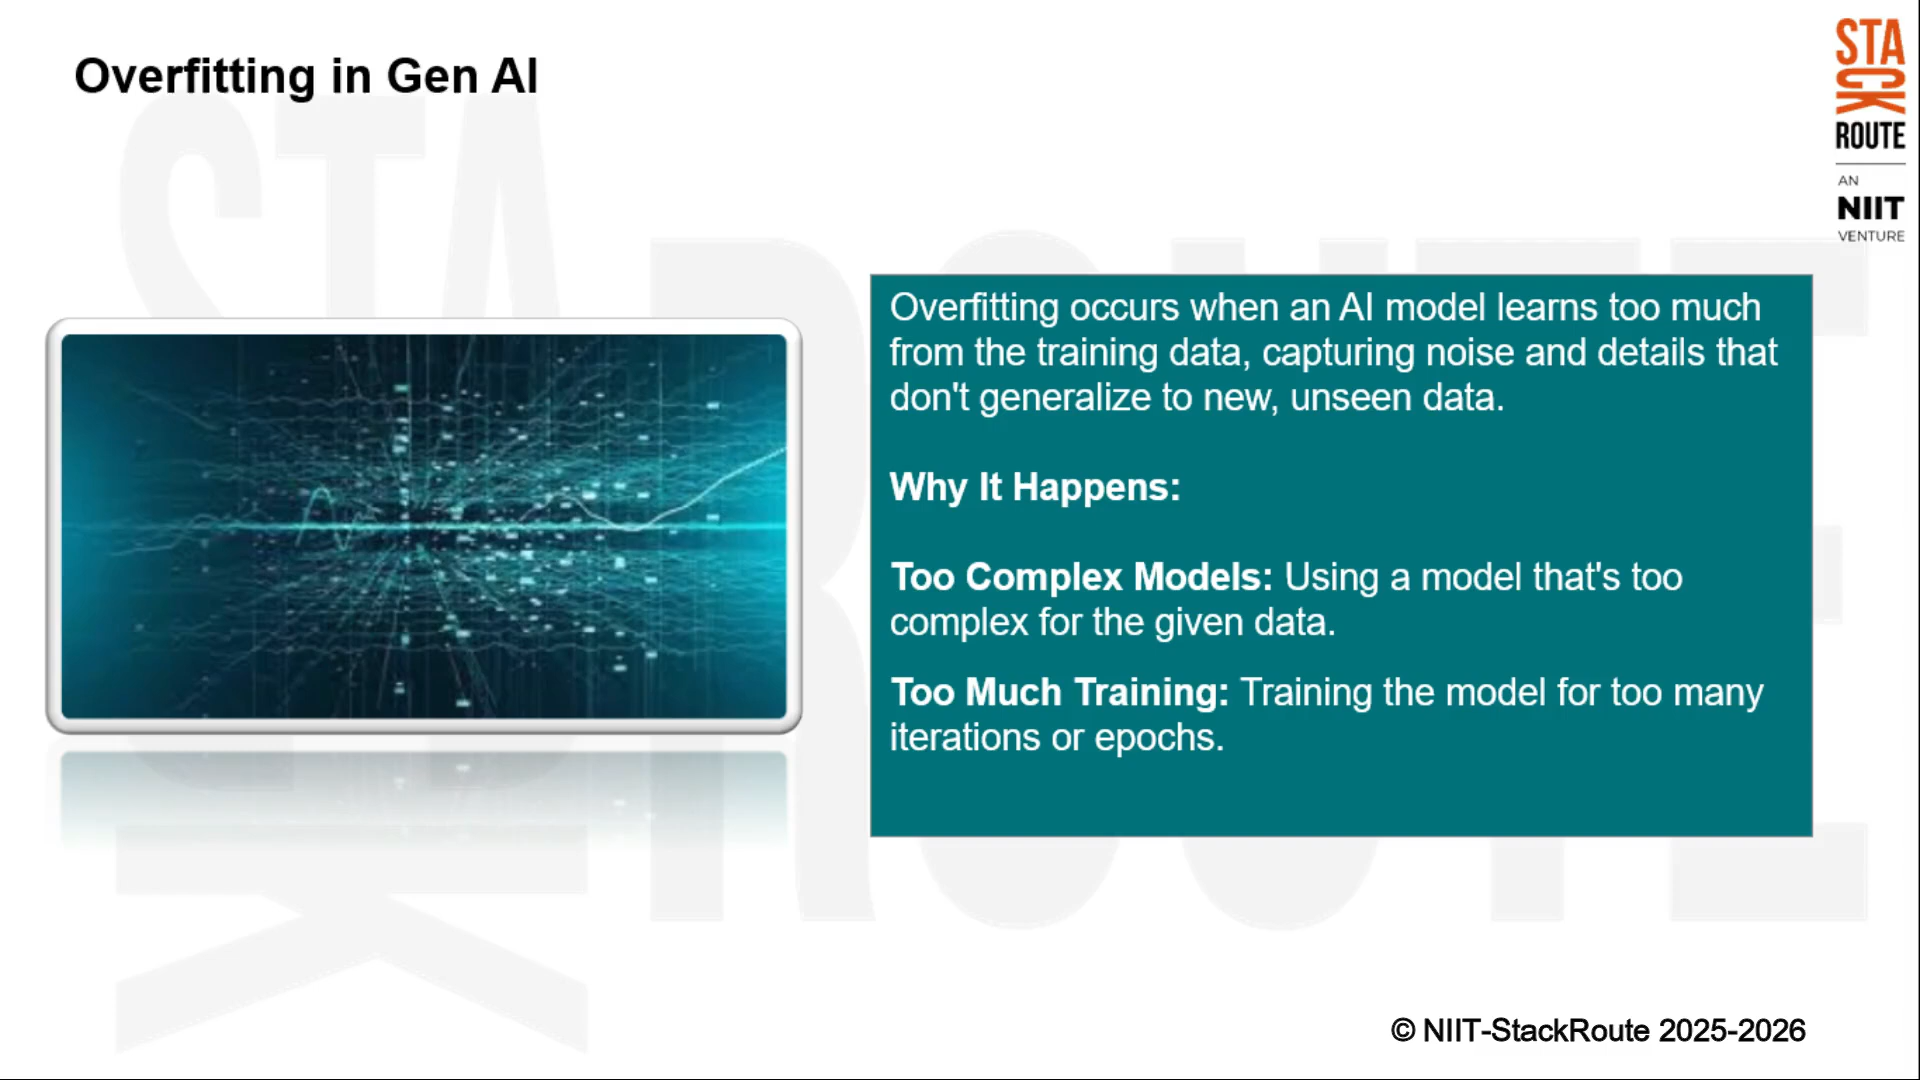 Overfitting in Gen AI
STA
CK
ROUTE
AN
NIIT
VENTURE
Overfitting occurs when an AI model learns too much
from the training data, capturing noise and details that
don't generalize to new, unseen data.
Why It Happens:
Too Complex Models: Using a model that's too
complex for the given data.
Too Much Training: Training the model for too many
iterations or epochs.
© NIIT-StackRoute 2025-2026